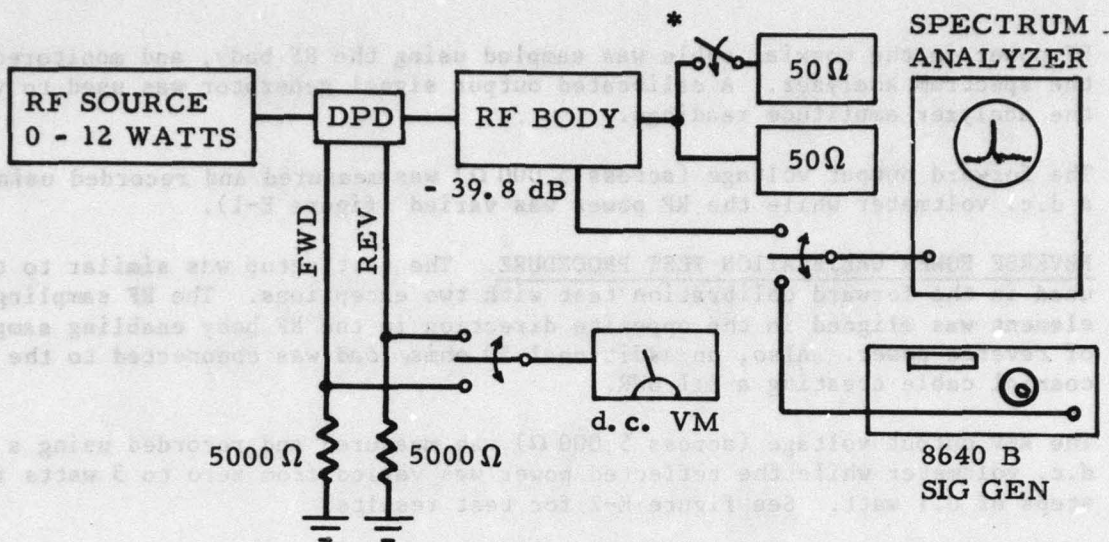 *
SPECTRUM
ANALYZER
50Ω
RF SOURCE
0 - 12 WATTS
DPD
RF BODY
50Ω
- 39.8 dB
FWD
REV
d.c. VM
5000Ω
5000Ω
8640 B
SIG GEN